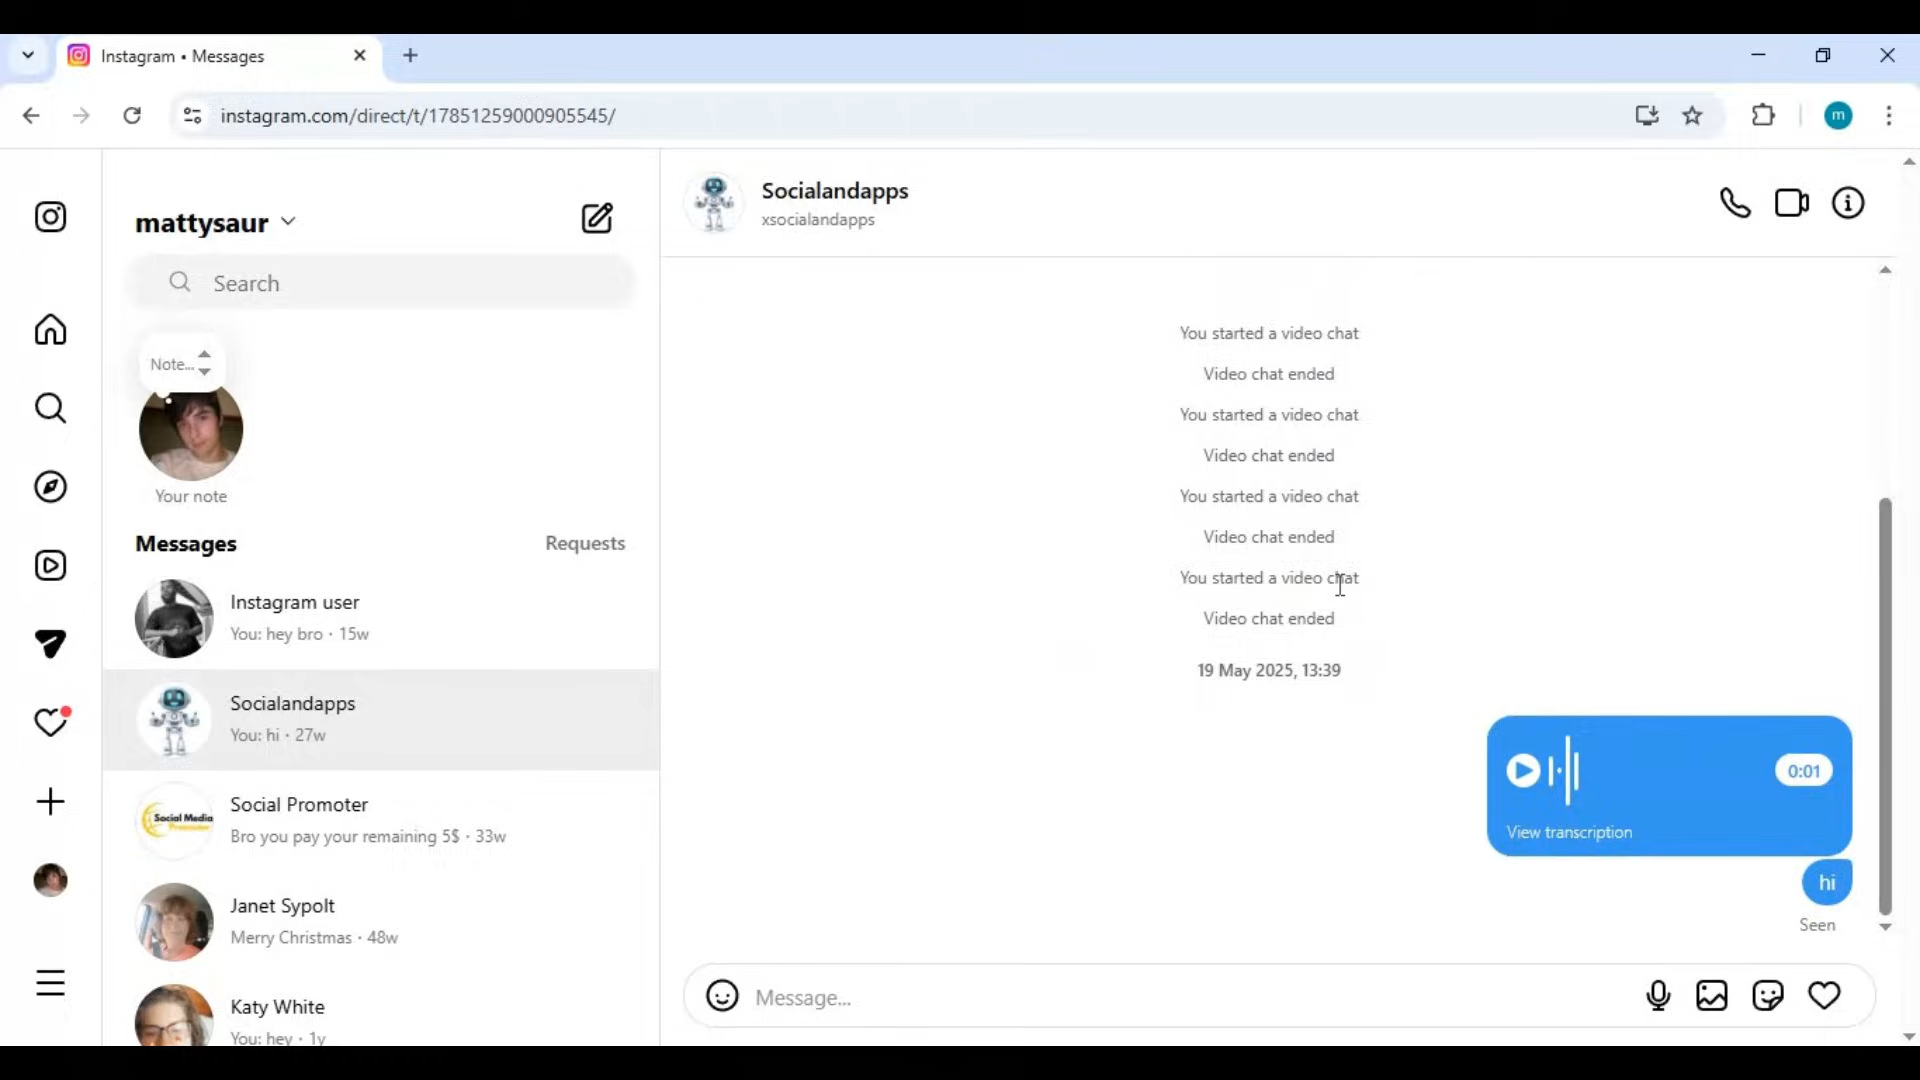 Instagram • Messages
instagram.com/direct/t/17851259000905545/
m
mattysaur
Search
Note...
Your note
Messages
Requests
Instagram user
You: hey bro · 15w
Socialandapps
You: hi · 27w
Social Media
Promoter
Social Promoter
Bro you pay your remaining 5$ · 33w
Janet Sypolt
Merry Christmas · 48w
Katy White
You: hey · 1y
Socialandapps
xsocialandapps
You started a video chat
Video chat ended
You started a video chat
Video chat ended
You started a video chat
Video chat ended
You started a video chat
Video chat ended
19 May 2025, 13:39
0:01
View transcription
hi
Seen
Message...